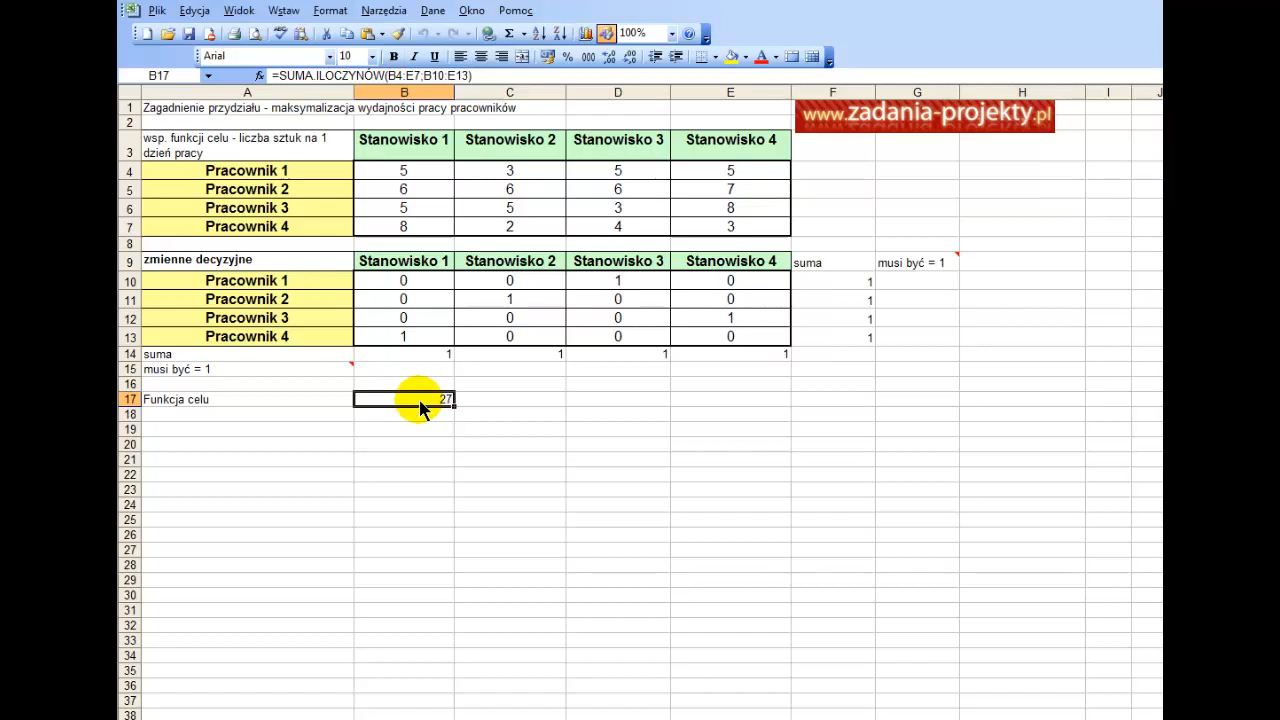 Plik Edycja Widok Wstaw Format Narzędzia Dane Okno Pomoc
100%
Arial 10 B I U % 000
B17 fx =SUMA.ILOCZYNÓW(B4:E7;B10:E13)
A B C D E F G H I J
1 Zagadnienie przydziału - maksymalizacja wydajności pracy pracowników
www.zadania-projekty.pl
2
3 wsp. funkcji celu - liczba sztuk na 1 dzień pracy Stanowisko 1 Stanowisko 2 Stanowisko 3 Stanowisko 4
4 Pracownik 1 5 3 5 5
5 Pracownik 2 6 6 6 7
6 Pracownik 3 5 5 3 8
7 Pracownik 4 8 2 4 3
8
9 zmienne decyzyjne Stanowisko 1 Stanowisko 2 Stanowisko 3 Stanowisko 4 suma musi być = 1
10 Pracownik 1 0 0 1 0 1
11 Pracownik 2 0 1 0 0 1
12 Pracownik 3 0 0 0 1 1
13 Pracownik 4 1 0 0 0 1
14 suma 1 1 1 1
15 musi być = 1
16
17 Funkcja celu 27
18
19
20
21
22
23
24
25
26
27
28
29
30
31
32
33
34
35
36
37
38